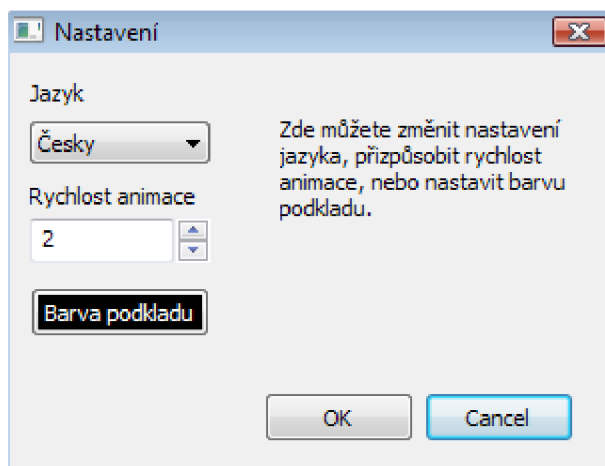 Nastavení
Jazyk
Česky
Rychlost animace
2
Barva podkladu
Zde můžete změnit nastavení
jazyka, přizpůsobit rychlost
animace, nebo nastavit barvu
podkladu.
OK
Cancel